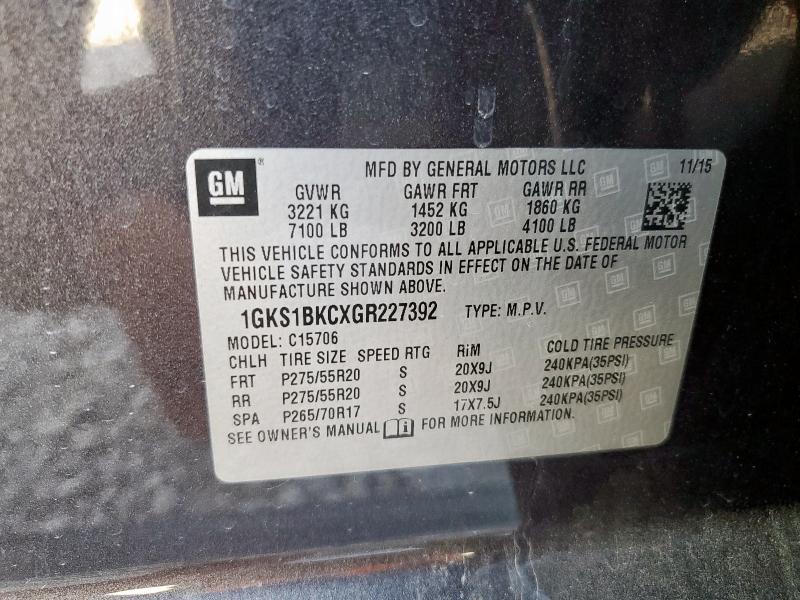 GM
MFD BY GENERAL MOTORS LLC 11/15
GVWR GAWR FRT GAWR RR
3221 KG 1452 KG 1860 KG
7100 LB 3200 LB 4100 LB
THIS VEHICLE CONFORMS TO ALL APPLICABLE U.S. FEDERAL MOTOR
VEHICLE SAFETY STANDARDS IN EFFECT ON THE DATE OF
MANUFACTURE SHOWN ABOVE.
1GKS1BKCXGR227392 TYPE: M.P.V.
MODEL: C15706
CHLH TIRE SIZE SPEED RTG RiM COLD TIRE PRESSURE
FRT P275/55R20 S 20X9J 240KPA(35PSI)
RR P275/55R20 S 20X9J 240KPA(35PSI)
SPA P265/70R17 S 17X7.5J 240KPA(35PSI)
SEE OWNER'S MANUAL FOR MORE INFORMATION.